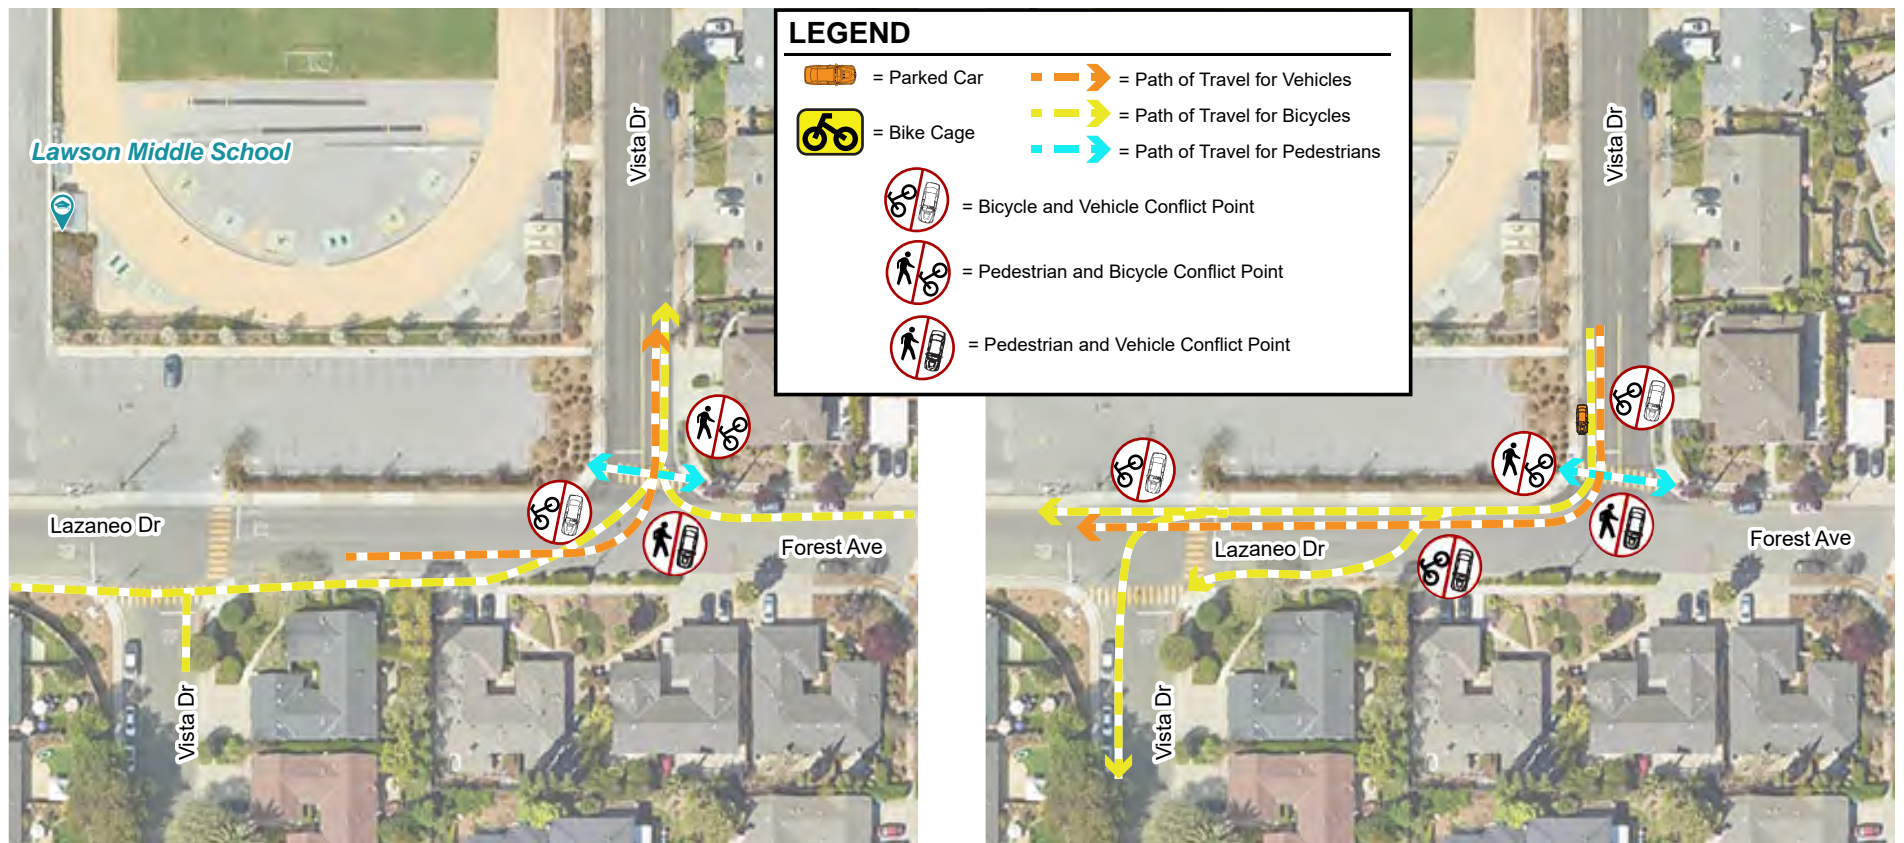 LEGEND
= Parked Car
= Bike Cage
= Path of Travel for Vehicles
= Path of Travel for Bicycles
= Path of Travel for Pedestrians
= Bicycle and Vehicle Conflict Point
= Pedestrian and Bicycle Conflict Point
= Pedestrian and Vehicle Conflict Point
Lawson Middle School
Vista Dr
Lazaneo Dr
Forest Ave
Vista Dr
Vista Dr
Lazaneo Dr
Forest Ave
Vista Dr